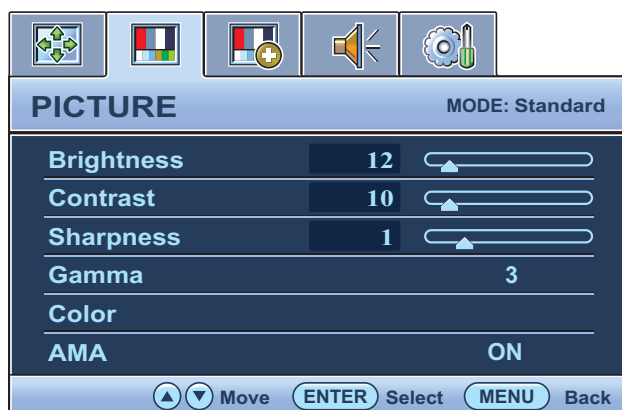 PICTURE MODE: Standard
Brightness 12
Contrast 10
Sharpness 1
Gamma 3
Color
AMA ON
Move ENTER Select MENU Back